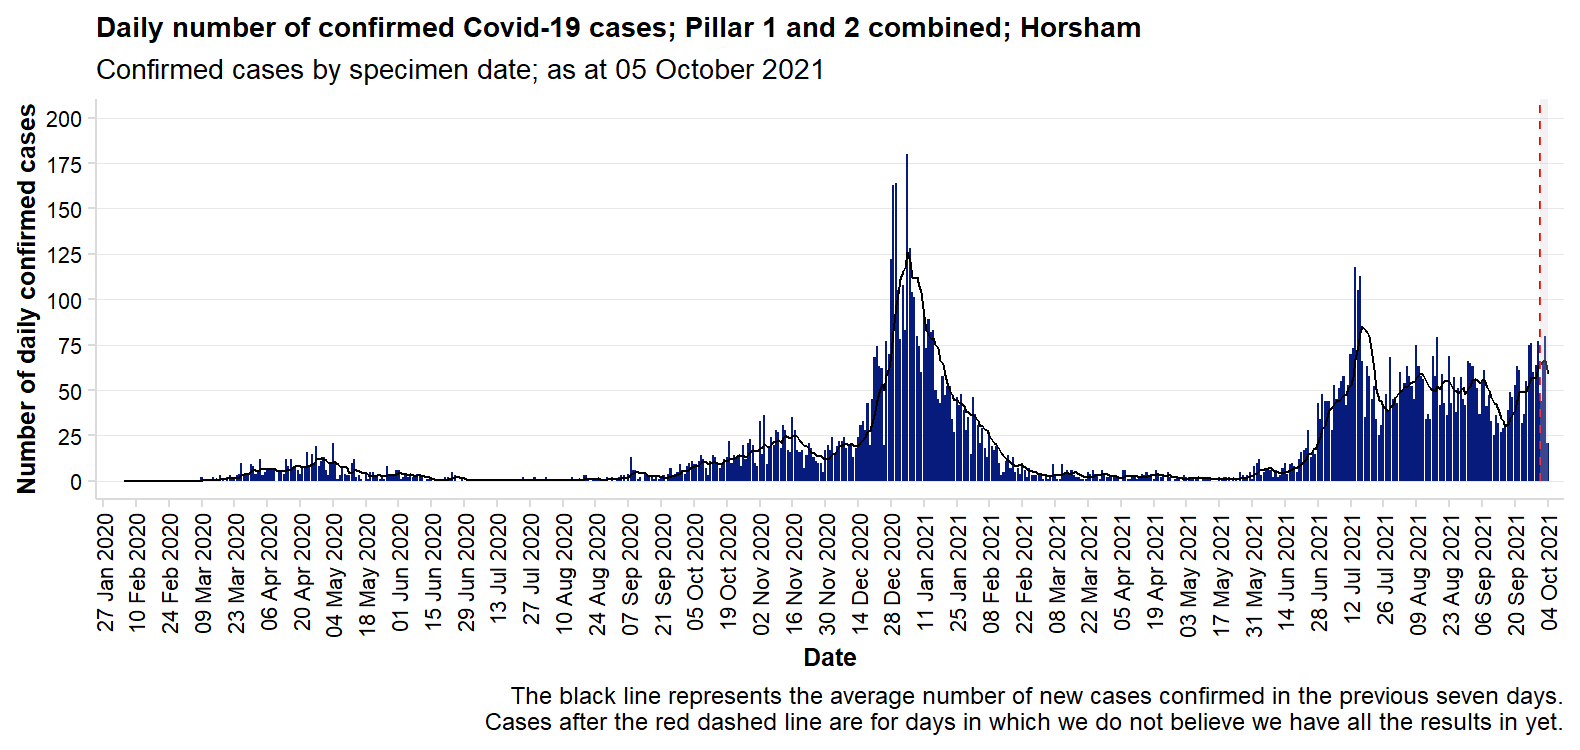 Daily number of confirmed Covid-19 cases; Pillar 1 and 2 combined; Horsham
Confirmed cases by specimen date; as at 05 October 2021
Number of daily confirmed cases
200
175
150
125
100
75
50
25
0
27 Jan 2020
10 Feb 2020
24 Feb 2020
09 Mar 2020
23 Mar 2020
06 Apr 2020
20 Apr 2020
04 May 2020
18 May 2020
01 Jun 2020
15 Jun 2020
29 Jun 2020
13 Jul 2020
27 Jul 2020
10 Aug 2020
24 Aug 2020
07 Sep 2020
21 Sep 2020
05 Oct 2020
19 Oct 2020
02 Nov 2020
16 Nov 2020
30 Nov 2020
14 Dec 2020
28 Dec 2020
11 Jan 2021
25 Jan 2021
08 Feb 2021
22 Feb 2021
08 Mar 2021
22 Mar 2021
05 Apr 2021
19 Apr 2021
03 May 2021
17 May 2021
31 May 2021
14 Jun 2021
28 Jun 2021
12 Jul 2021
26 Jul 2021
09 Aug 2021
23 Aug 2021
06 Sep 2021
20 Sep 2021
04 Oct 2021
Date
The black line represents the average number of new cases confirmed in the previous seven days.
Cases after the red dashed line are for days in which we do not believe we have all the results in yet.